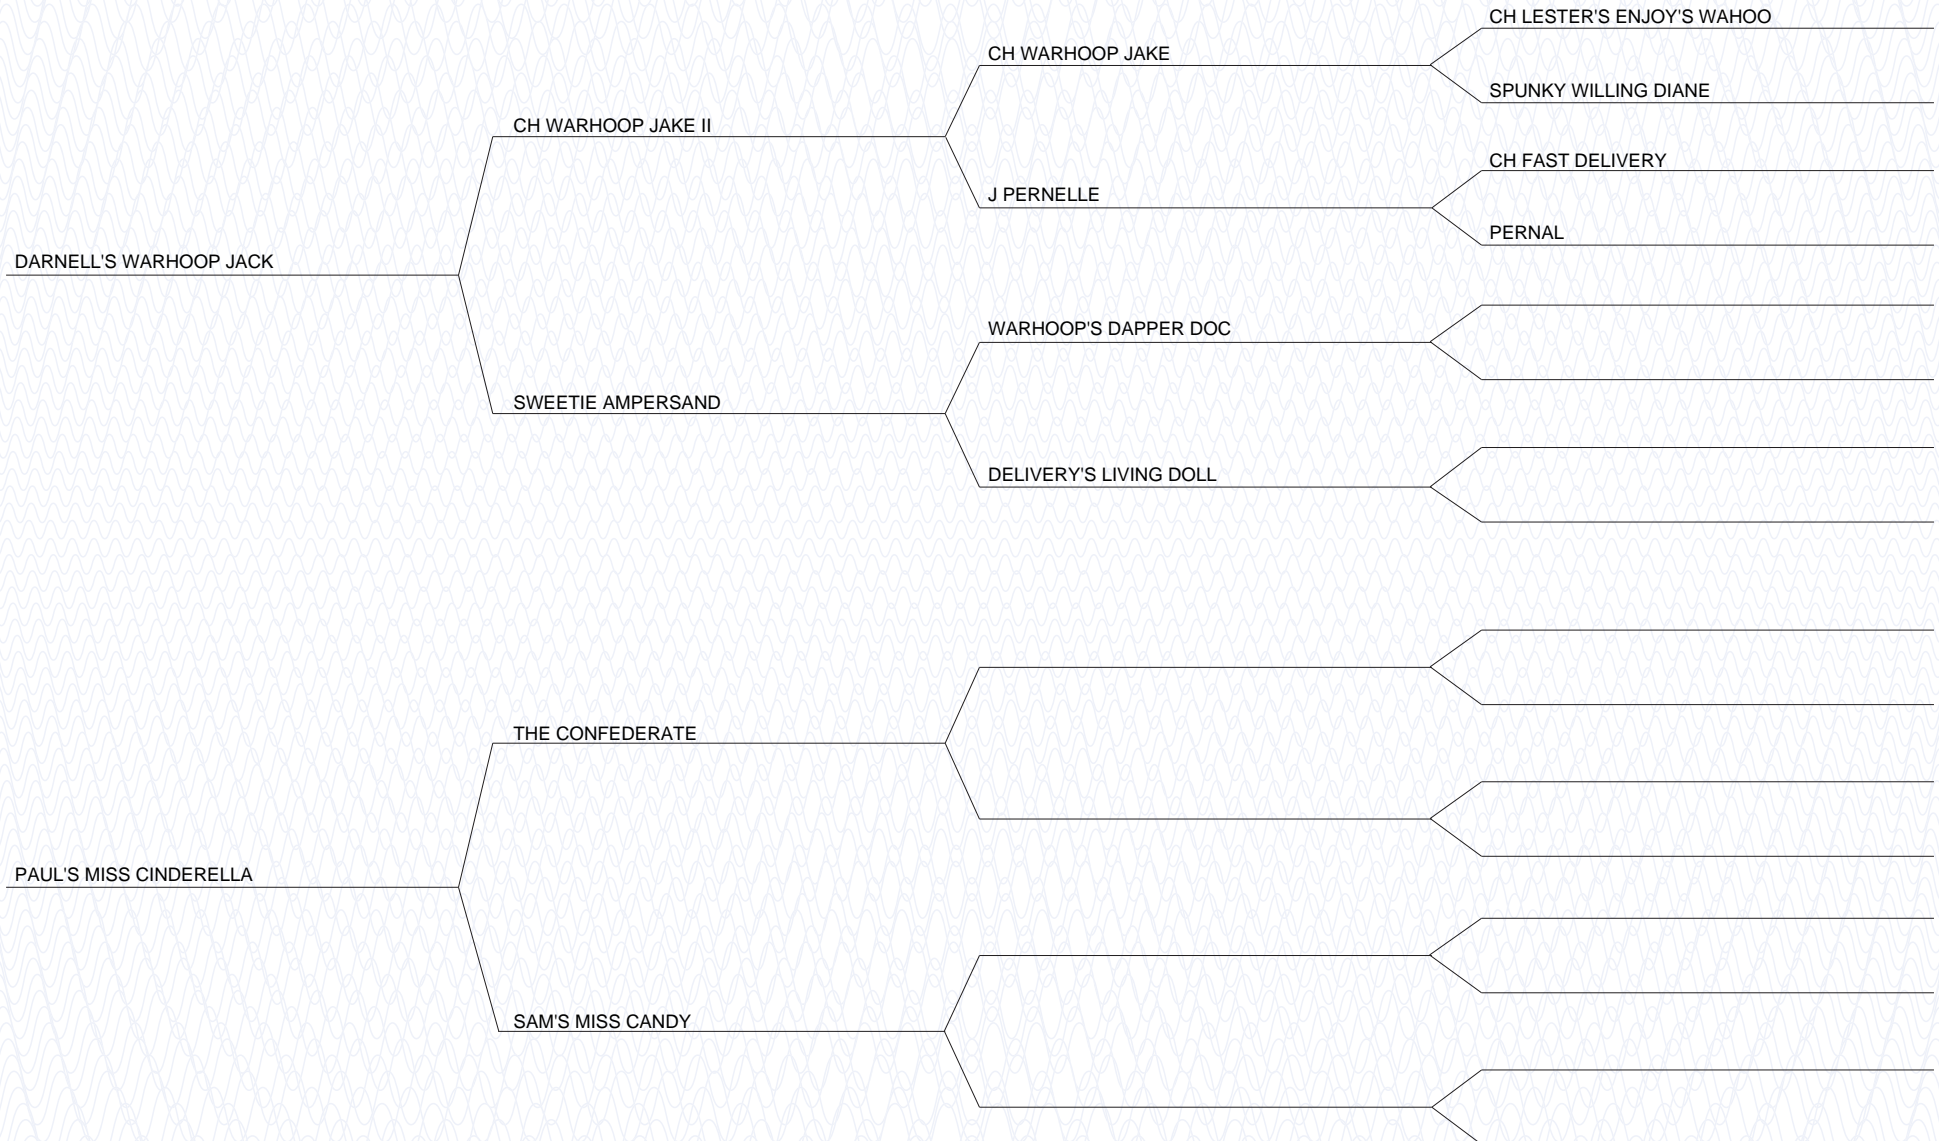 CH LESTER'S ENJOY'S WAHOO
CH WARHOOP JAKE
SPUNKY WILLING DIANE
CH WARHOOP JAKE II
CH FAST DELIVERY
J PERNELLE
PERNAL
DARNELL'S WARHOOP JACK
WARHOOP'S DAPPER DOC
SWEETIE AMPERSAND
DELIVERY'S LIVING DOLL
THE CONFEDERATE
PAUL'S MISS CINDERELLA
SAM'S MISS CANDY